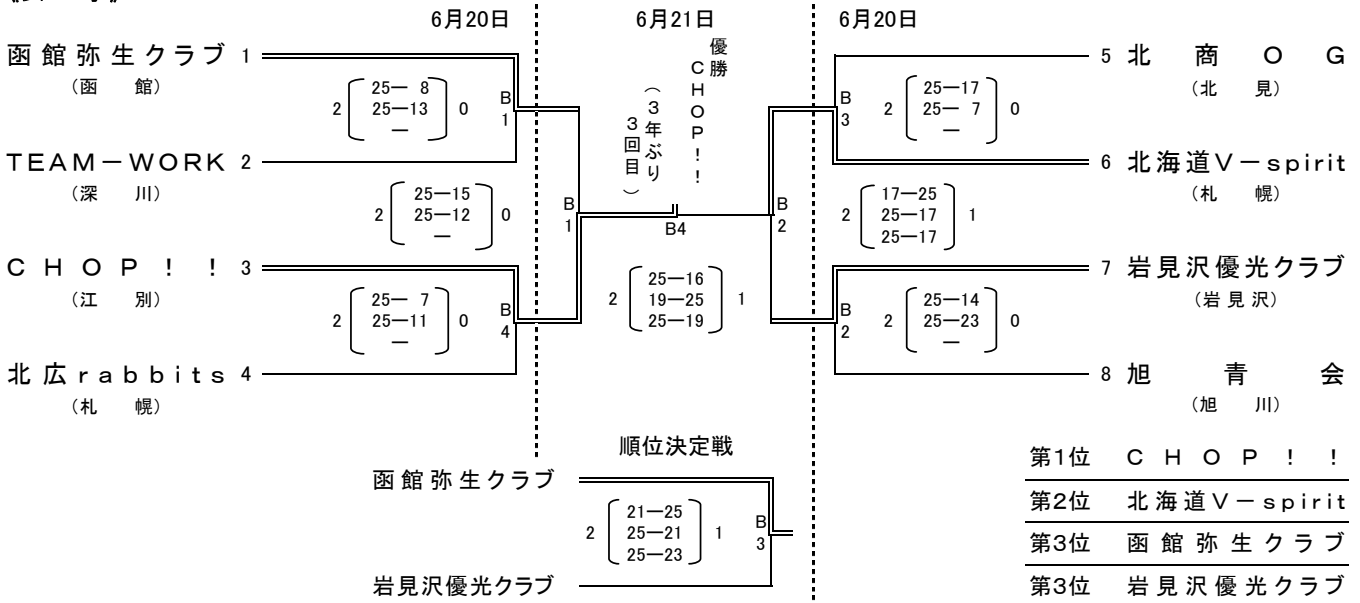 6月20日
6月21日
6月20日
函館弥生クラブ 1
(函 館)
2 25― 8 0
25―13
―
B1
TEAM－WORK 2
(深 川)
2 25―15 0
25―12
―
B1
CHOP!! 3
(江 別)
2 25― 7 0
25―11
―
B4
北広rabbits 4
(札 幌)
優勝
CHOP!!
(3年ぶり
3回目)
B4
2 25―16 1
19―25
25―19
5 北商OG
(北 見)
B3
2 25―17 0
25― 7
―
6 北海道V－spirit
(札 幌)
B2
2 17―25 1
25―17
25―17
7 岩見沢優光クラブ
(岩見沢)
B2
2 25―14 0
25―23
―
8 旭青会
(旭 川)
順位決定戦
函館弥生クラブ
2 21―25 1
25―21
25―23
B3
岩見沢優光クラブ
第1位 CHOP!!
第2位 北海道V－spirit
第3位 函館弥生クラブ
第3位 岩見沢優光クラブ